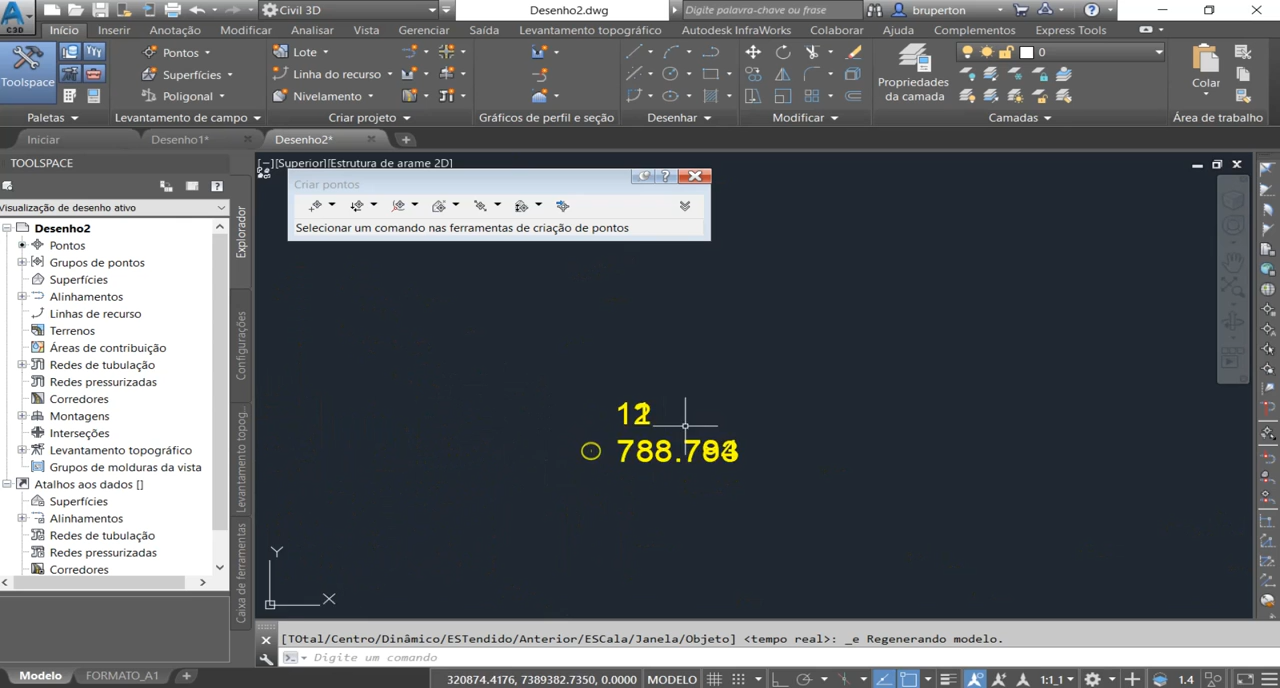 Civil 3D
Desenho2.dwg
Digite palavra-chave ou frase
bruperton
C3D
Início
Inserir
Anotação
Modificar
Analisar
Vista
Gerenciar
Saída
Levantamento topográfico
Autodesk InfraWorks
Colaborar
Ajuda
Complementos
Express Tools
Toolspace
Pontos
Superfícies
Poligonal
Lote
Linha do recurso
Nivelamento
Propriedades
da camada
0
Colar
Paletas
Levantamento de campo
Criar projeto
Gráficos de perfil e seção
Desenhar
Modificar
Camadas
Área de trabalho
Iniciar
Desenho1*
Desenho2*
TOOLSPACE
Visualização de desenho ativo
Desenho2
Pontos
Grupos de pontos
Superfícies
Alinhamentos
Linhas de recurso
Terrenos
Áreas de contribuição
Redes de tubulação
Redes pressurizadas
Corredores
Montagens
Interseções
Levantamento topográfico
Grupos de molduras da vista
Atalhos aos dados []
Superfícies
Alinhamentos
Redes de tubulação
Redes pressurizadas
Corredores
Explorador
Configurações
Levantamento topogr
Caixa de ferramentas
[−][Superior][Estrutura de arame 2D]
Criar pontos
Selecionar um comando nas ferramentas de criação de pontos
Y
X
[TOtal/Centro/Dinâmico/ESTendido/Anterior/ESCala/Janela/Objeto] <tempo real>: _e Regenerando modelo.
Digite um comando
Modelo
FORMATO_A1
320874.4176, 7389382.7350, 0.0000
MODELO
1:1_1
1.4